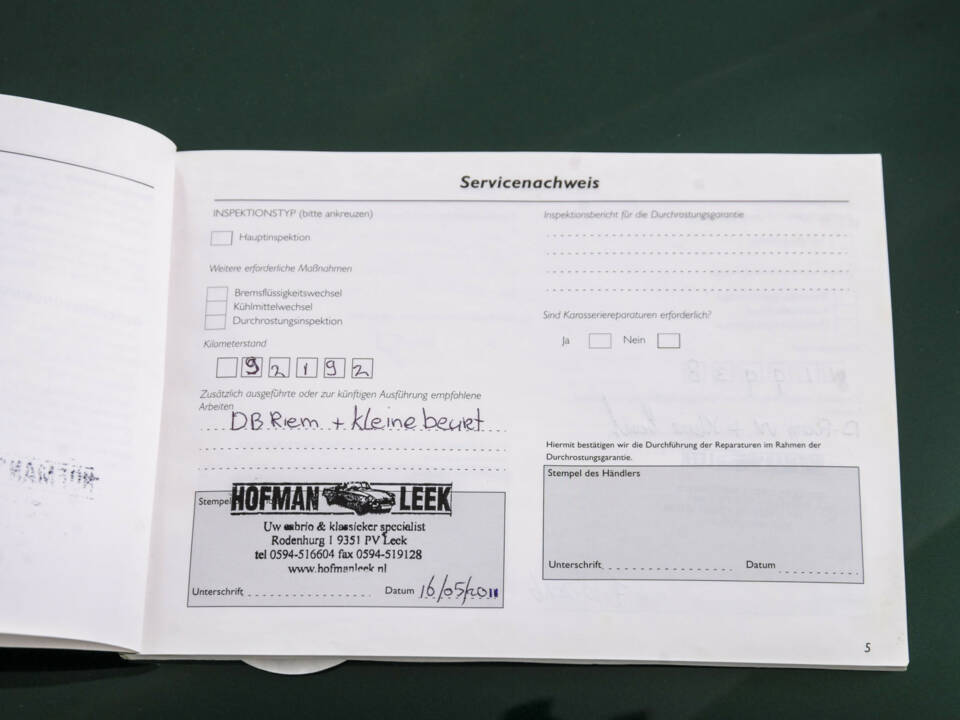 Servicenachweis
INSPEKTIONSTYP (bitte ankreuzen)
Hauptinspektion
Weitere erforderliche Maßnahmen
Bremsflüssigkeitswechsel
Kühlmittelwechsel
Durchrostungsinspektion
Kilometerstand
92192
Zusätzlich ausgeführte oder zur künftigen Ausführung empfohlene
Arbeiten
DB Riem + kleine beurt
Stempel
HOFMAN LEEK
Uw cabrio & klassieker specialist
Rodenburg 1 9351 PV Leek
tel 0594-516604 fax 0594-519128
www.hofmanleek.nl
Unterschrift Datum 16/05/2011
Inspektionsbericht für die Durchrostungsgarantie
Sind Karosseriereparaturen erforderlich?
Ja Nein
Hiermit bestätigen wir die Durchführung der Reparaturen im Rahmen der
Durchrostungsgarantie.
Stempel des Händlers
Unterschrift Datum
5